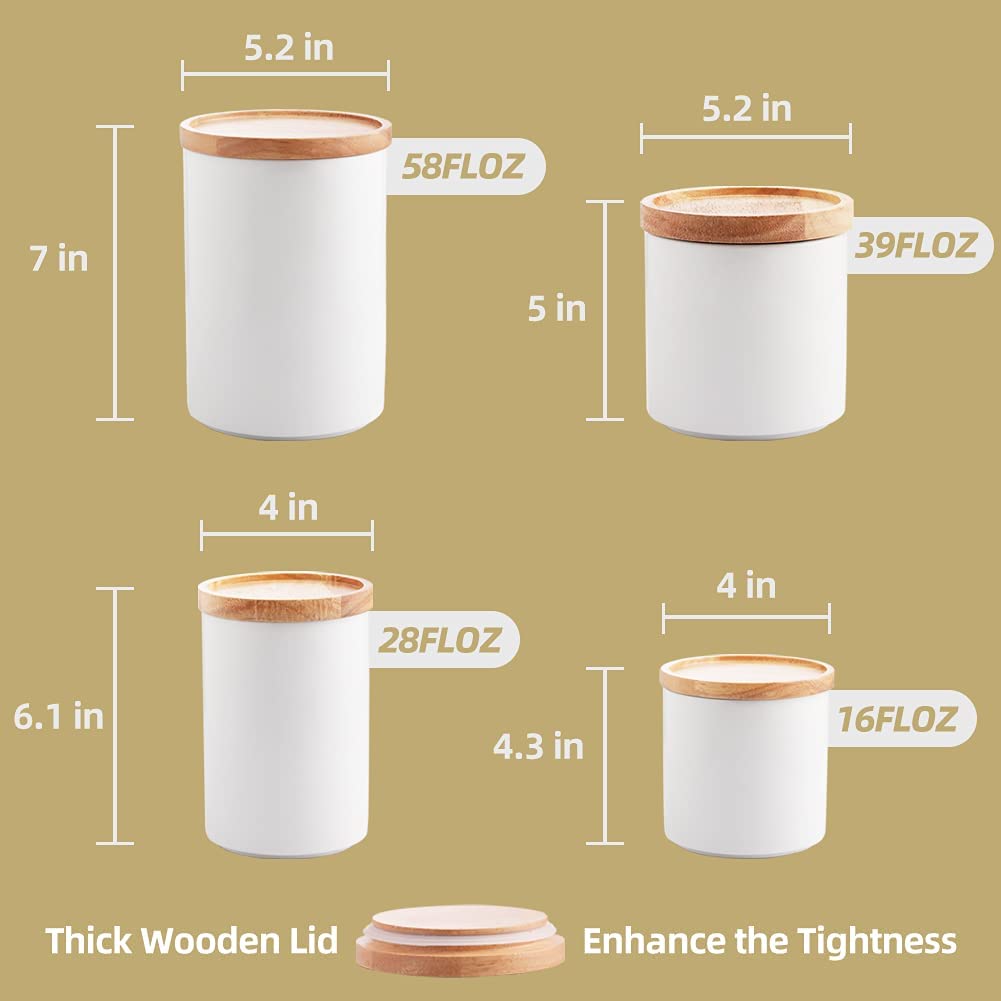 5.2 in
58FLOZ
7 in
5.2 in
39FLOZ
5 in
4 in
28FLOZ
6.1 in
4 in
16FLOZ
4.3 in
Thick Wooden Lid
Enhance the Tightness